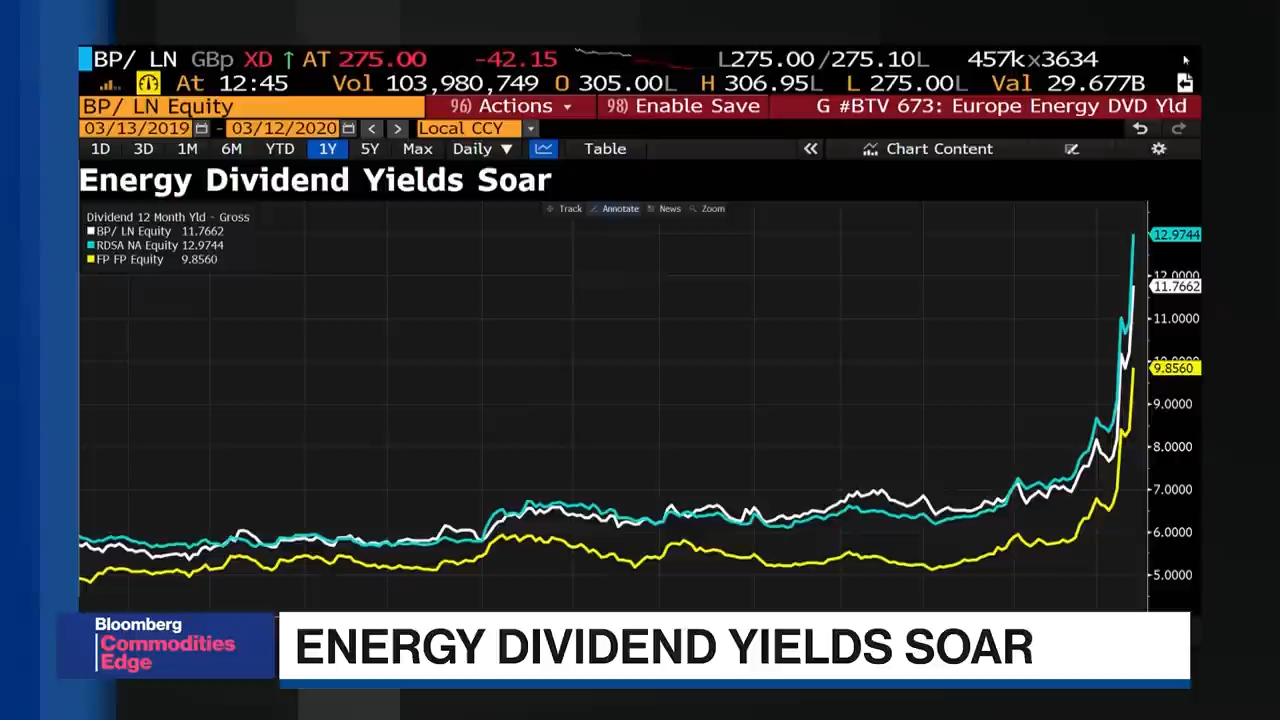 BP/ LN GBp XD ↑ AT 275.00 -42.15 L275.00/275.10L 457kx3634
At 12:45 Vol 103,980,749 O 305.00L H 306.95L L 275.00L Val 29.677B
BP/ LN Equity 96) Actions 98) Enable Save G #BTV 673: Europe Energy DVD Yld
03/13/2019 - 03/12/2020 < > Local CCY
1D 3D 1M 6M YTD 1Y 5Y Max Daily ▼ Table « Chart Content
Energy Dividend Yields Soar
Track Annotate News Zoom
Dividend 12 Month Yld - Gross
BP/ LN Equity 11.7662
RDSA NA Equity 12.9744
FP FP Equity 9.8560
12.9744
12.0000
11.7662
11.0000
10.0000
9.8560
9.0000
8.0000
7.0000
6.0000
5.0000
Bloomberg
Commodities
Edge
ENERGY DIVIDEND YIELDS SOAR